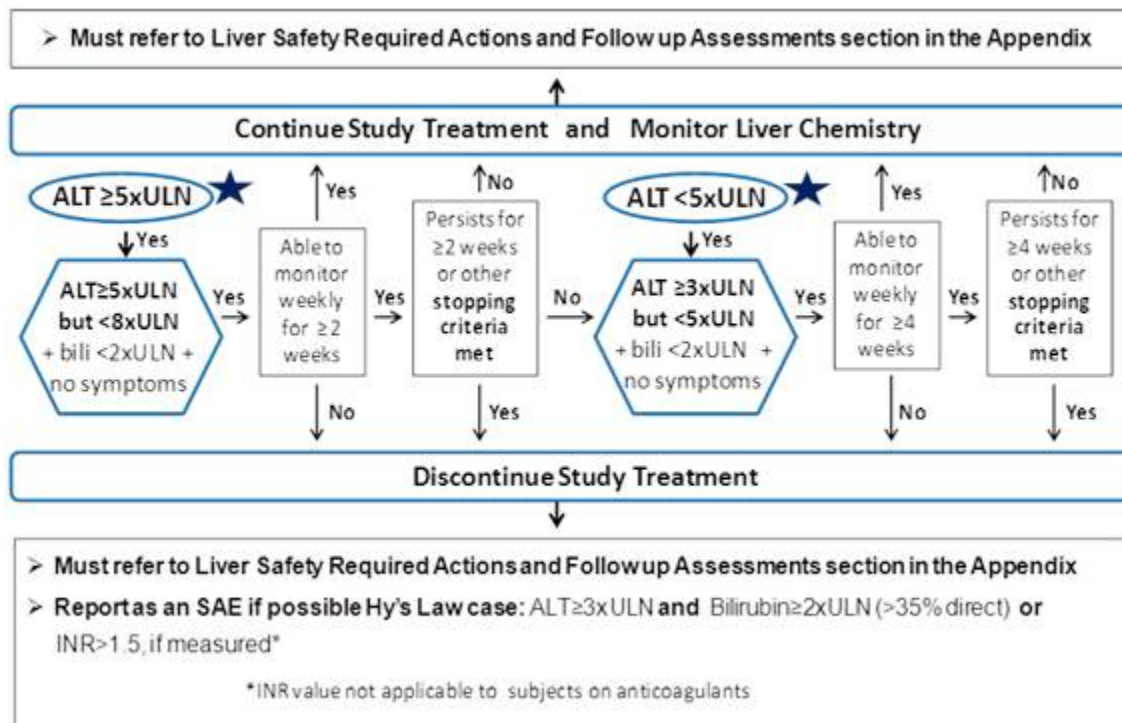 ➢ Must refer to Liver Safety Required Actions and Follow up Assessments section in the Appendix
Continue Study Treatment and Monitor Liver Chemistry
ALT ≥5xULN
Yes
ALT≥5xULN
but <8xULN
+ bili <2xULN +
no symptoms
Yes
Yes
Able to
monitor
weekly
for ≥2
weeks
No
Yes
No
Persists for
≥2 weeks
or other
stopping
criteria
met
Yes
No
ALT <5xULN
Yes
ALT ≥3xULN
but <5xULN
+ bili <2xULN +
no symptoms
Yes
Yes
Able to
monitor
weekly
for ≥4
weeks
No
Yes
No
Persists for
≥4 weeks
or other
stopping
criteria
met
Yes
Discontinue Study Treatment
➢ Must refer to Liver Safety Required Actions and Follow up Assessments section in the Appendix
➢ Report as an SAE if possible Hy's Law case: ALT≥3xULN and Bilirubin≥2xULN (>35% direct) or
INR>1.5, if measured*
*INR value not applicable to subjects on anticoagulants